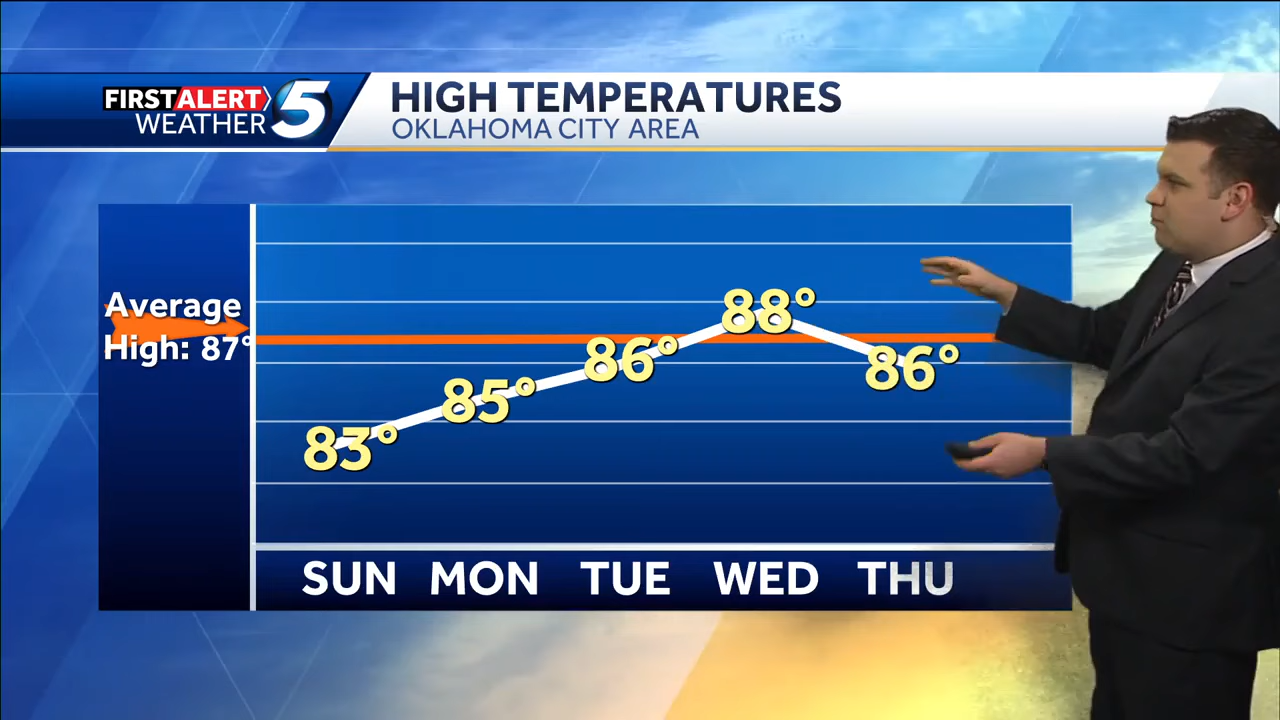 FIRST ALERT 5
WEATHER
HIGH TEMPERATURES
OKLAHOMA CITY AREA
Average
High: 87°
83° 85° 86° 88° 86°
SUN MON TUE WED THU